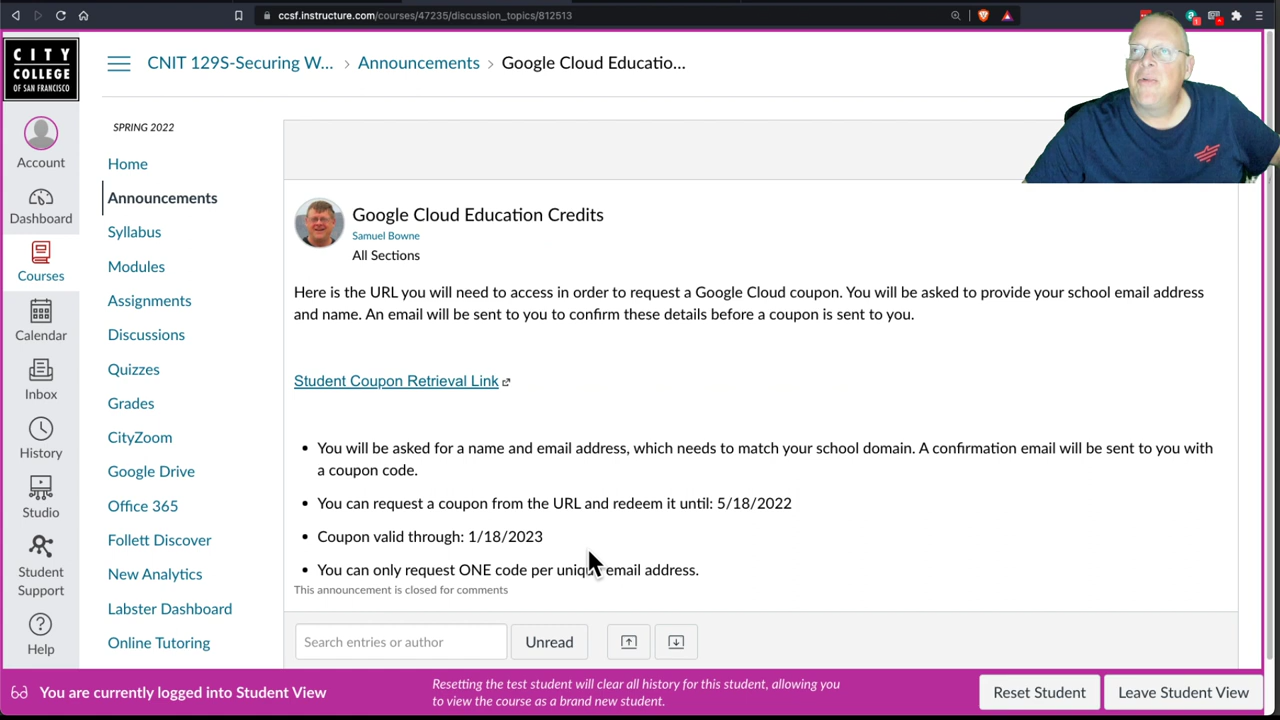 ccsf.instructure.com/courses/47235/discussion_topics/812513
CITY
COLLEGE
OF SAN FRANCISCO
CNIT 129S-Securing W... › Announcements › Google Cloud Educatio...
Account
Dashboard
Courses
Calendar
Inbox
History
Studio
Student
Support
Help
SPRING 2022
Home
Announcements
Syllabus
Modules
Assignments
Discussions
Quizzes
Grades
CityZoom
Google Drive
Office 365
Follett Discover
New Analytics
Labster Dashboard
Online Tutoring
Google Cloud Education Credits
Samuel Bowne
All Sections
Here is the URL you will need to access in order to request a Google Cloud coupon. You will be asked to provide your school email address
and name. An email will be sent to you to confirm these details before a coupon is sent to you.
Student Coupon Retrieval Link
• You will be asked for a name and email address, which needs to match your school domain. A confirmation email will be sent to you with
a coupon code.
• You can request a coupon from the URL and redeem it until: 5/18/2022
• Coupon valid through: 1/18/2023
• You can only request ONE code per unique email address.
This announcement is closed for comments
Search entries or author
Unread
You are currently logged into Student View
Resetting the test student will clear all history for this student, allowing you
to view the course as a brand new student.
Reset Student
Leave Student View